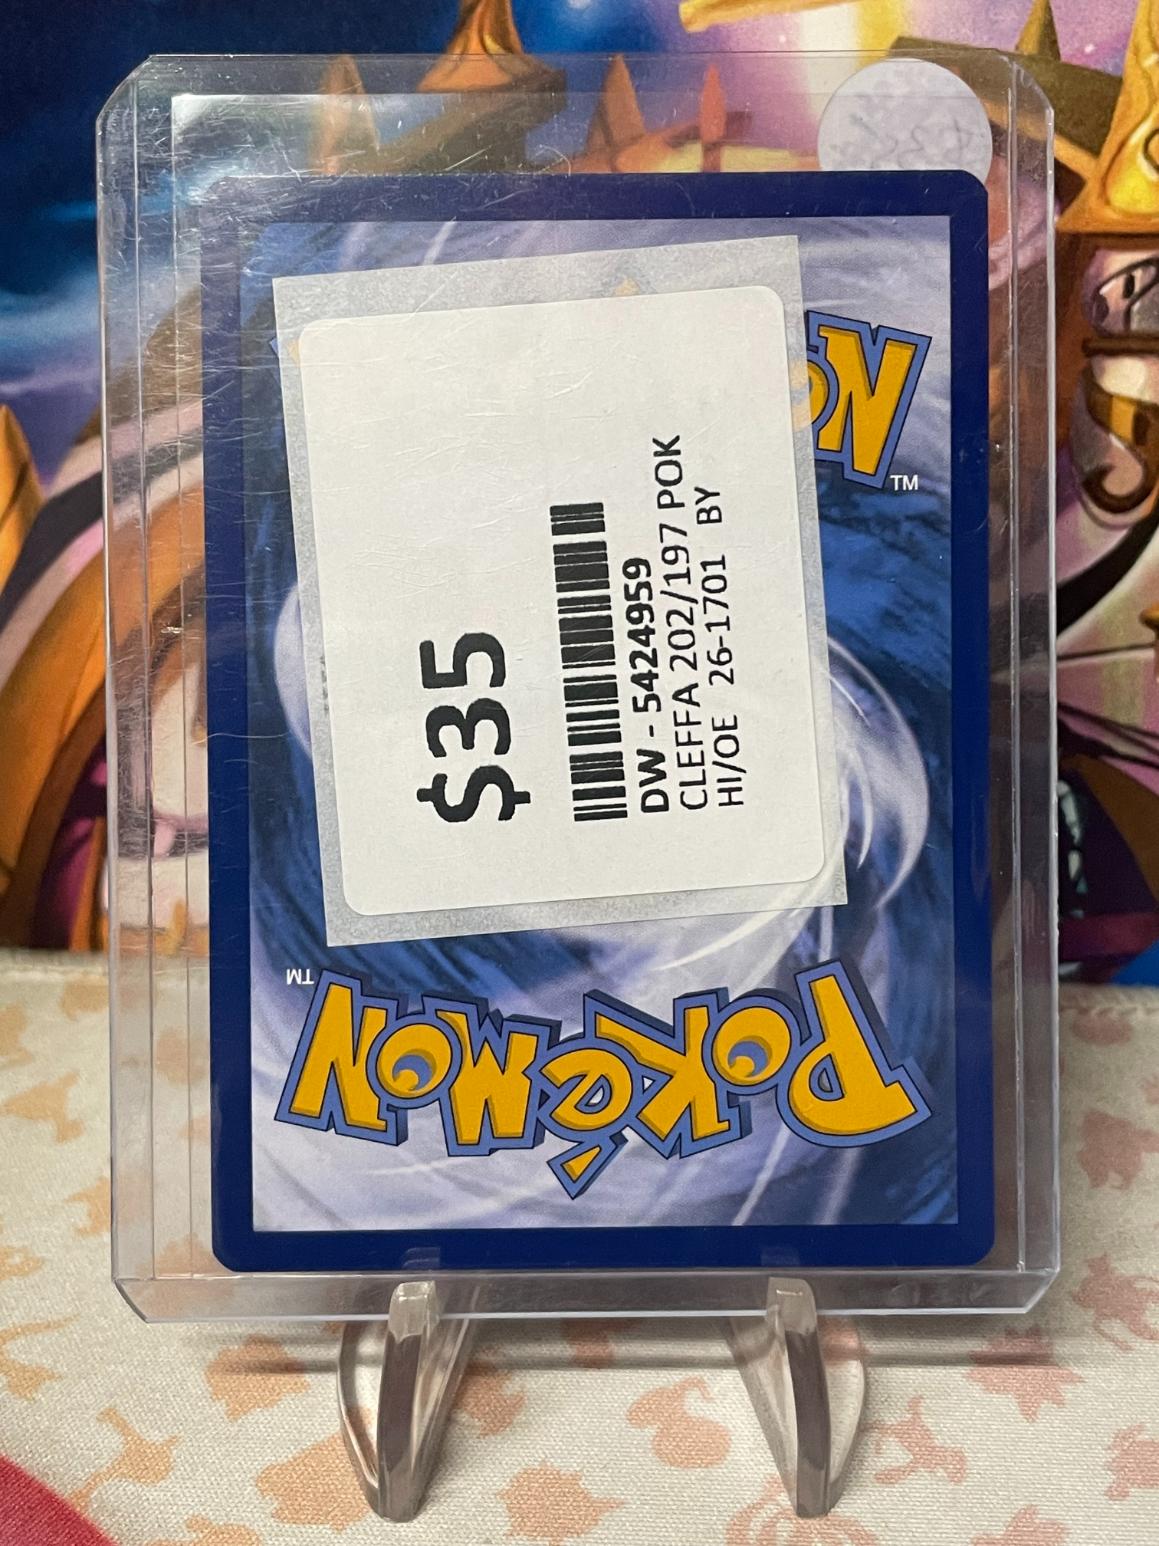 $35
DW - 5424959
CLEFFA 202/197 POK
HI/OE 26-1701 BY
TM
POKéMON
TM